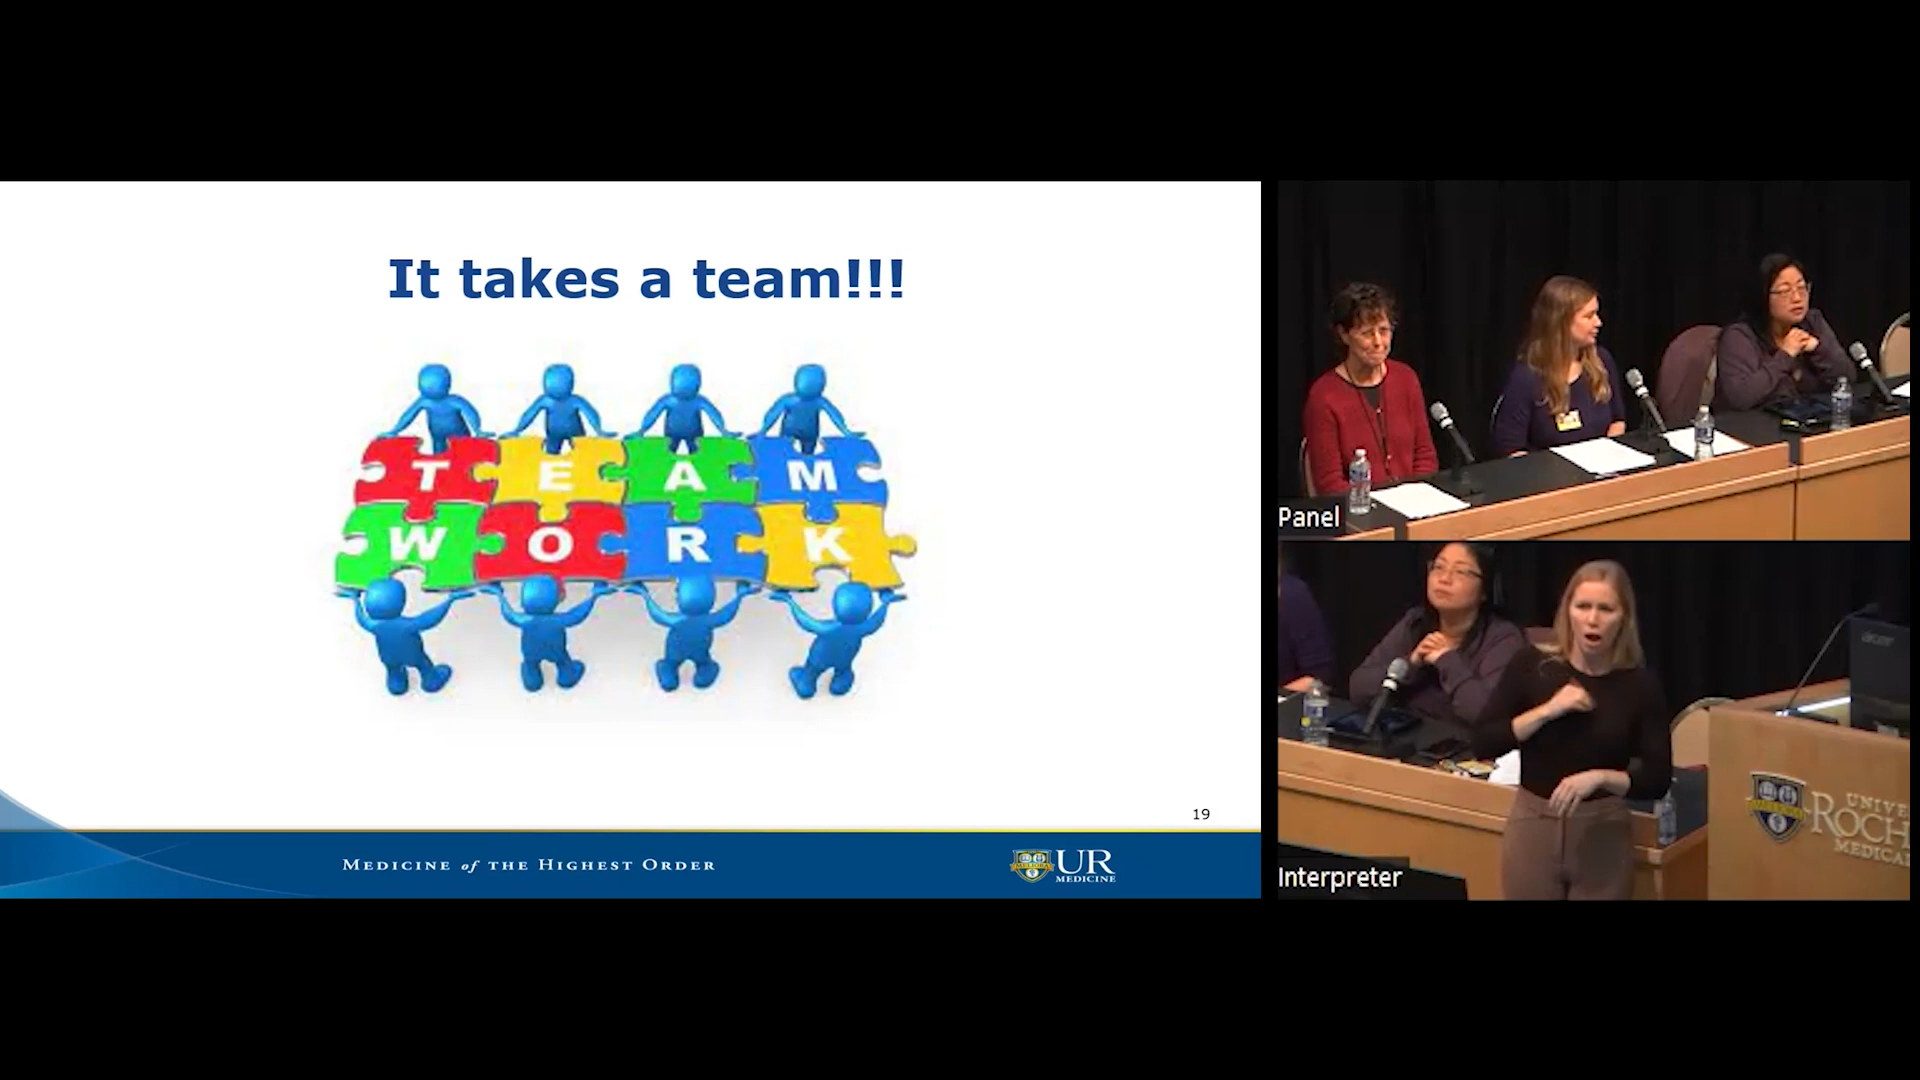 It takes a team!!!
T E A M
W O R K
19
MEDICINE of THE HIGHEST ORDER
UR
MEDICINE
Panel
acer
Interpreter